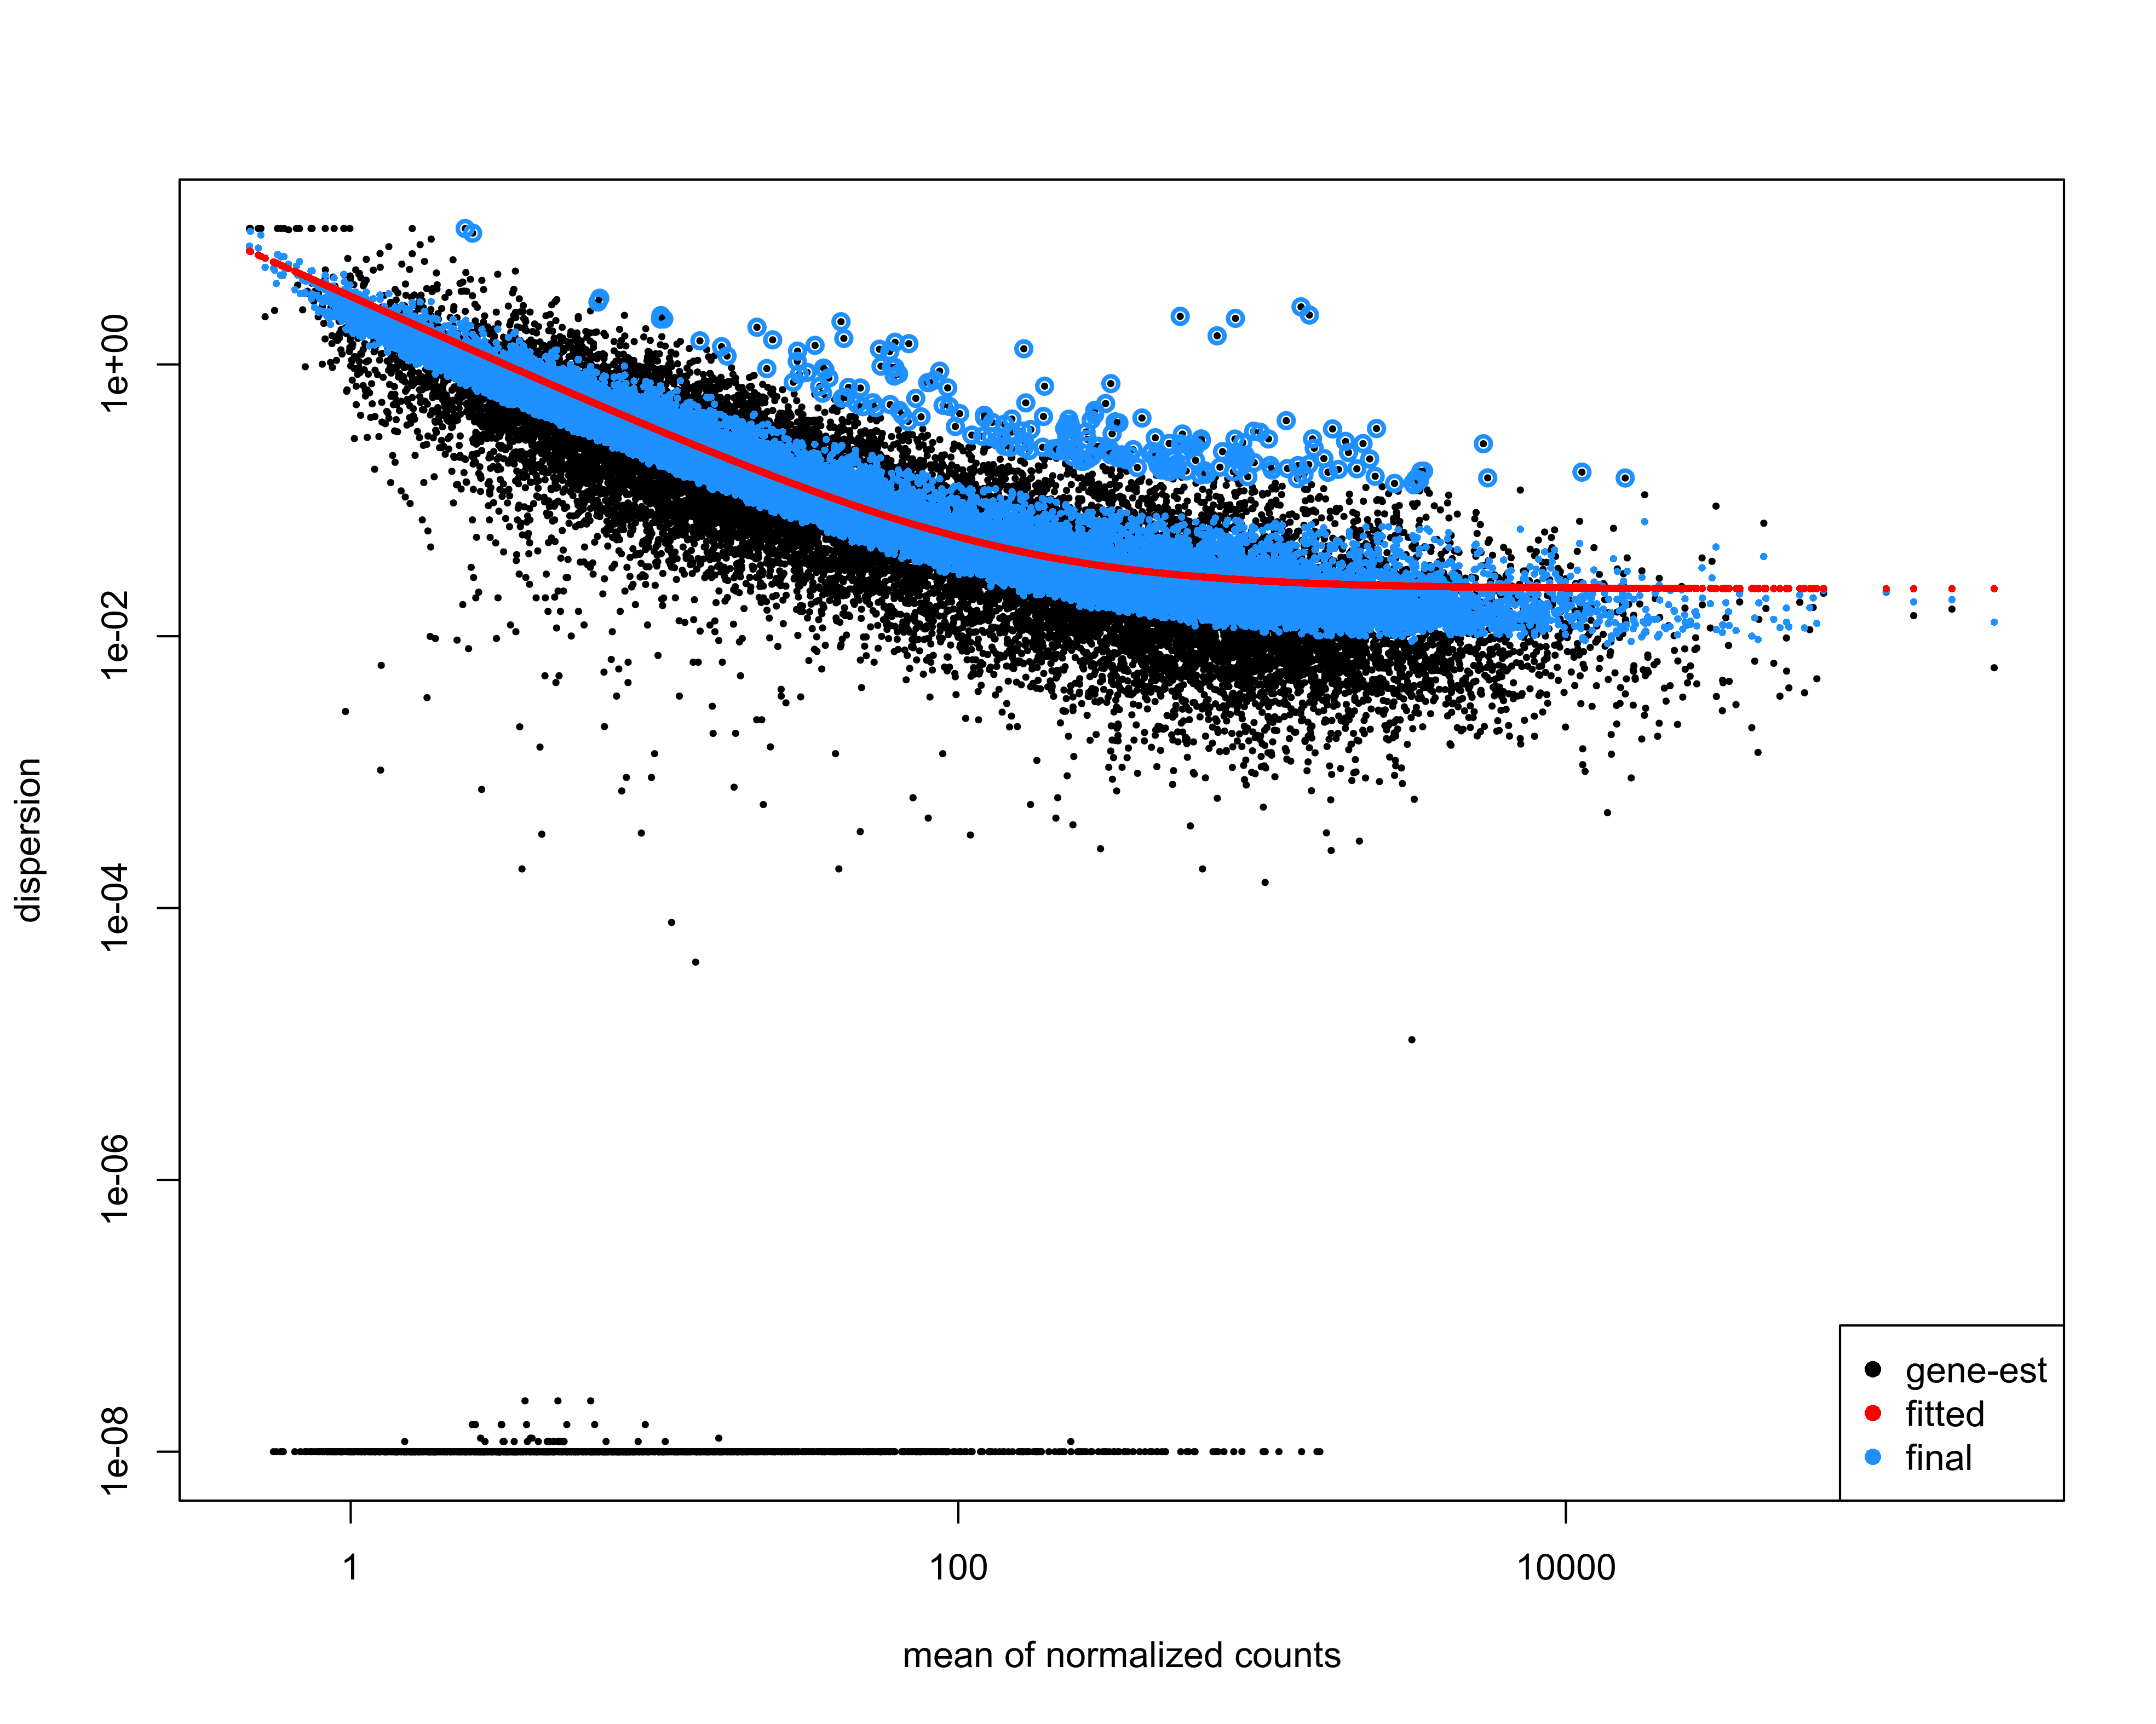 dispersion
1e+00
1e-02
1e-04
1e-06
1e-08
gene-est
fitted
final
1
100
10000
mean of normalized counts